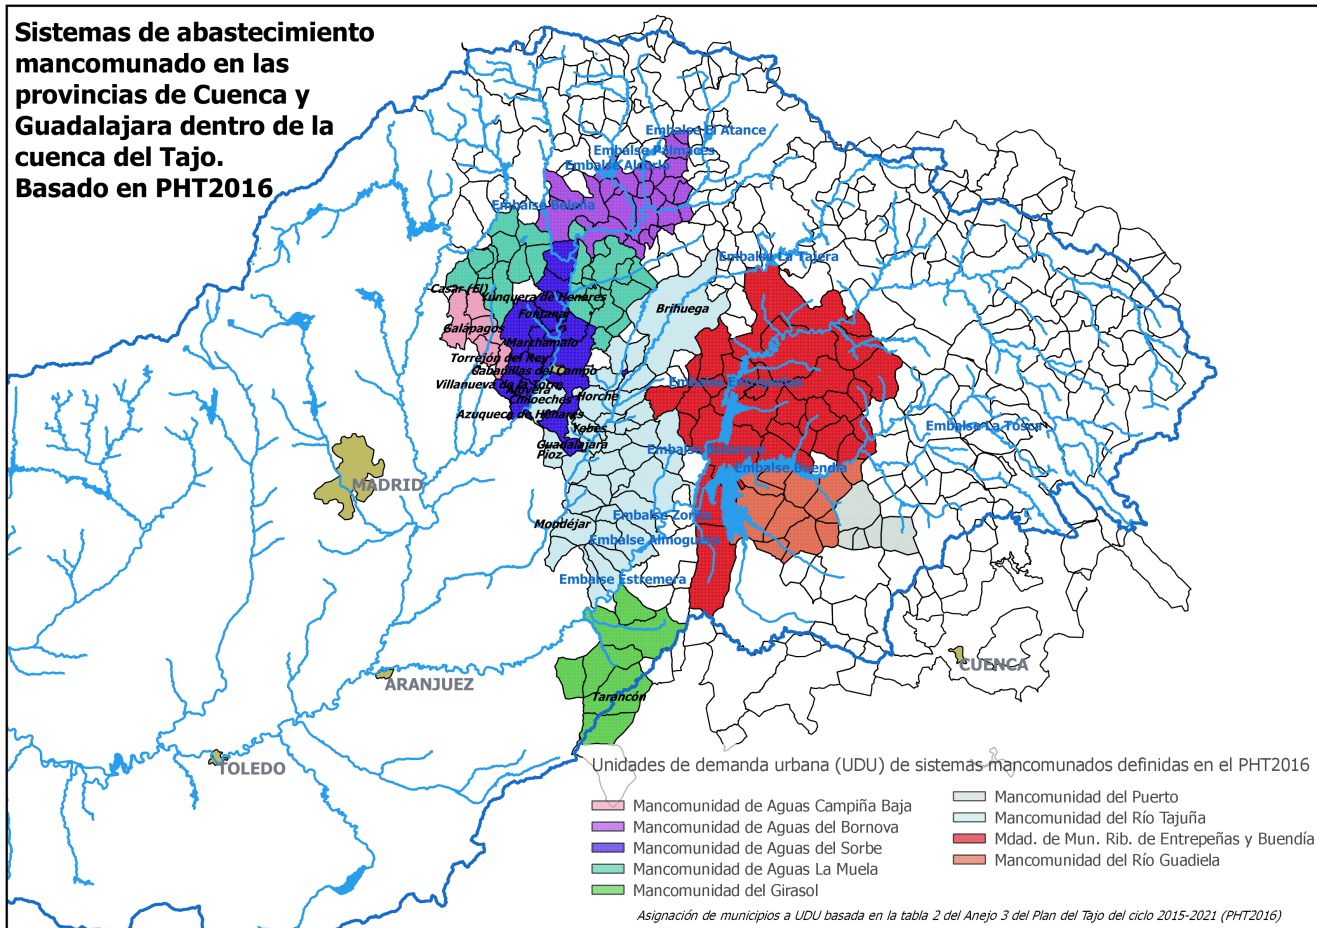 Sistemas de abastecimiento
mancomunado en las
provincias de Cuenca y
Guadalajara dentro de la
cuenca del Tajo.
Basado en PHT2016
Embalse El Atance
Embalse Palmaces
Embalse Alcorlo
Embalse Beleña
Embalse La Tajera
Casar (El)
Yunquera de Henares
Brihuega
Fontanar
Galápagos
Marchamalo
Torrejón del Rey
Cabanillas del Campo
Villanueva de la Torre
Alovera
Embalse Entrepeñas
Chiloeches
Horche
Azuqueca de Henares
Yebes
Embalse La Tosca
Guadalajara
Pioz
Embalse Bolarque
Embalse Buendia
MADRID
Mondéjar
Embalse Zorita
Embalse Almoguera
Embalse Estremera
CUENCA
ARANJUEZ
Tarancón
TOLEDO
Unidades de demanda urbana (UDU) de sistemas mancomunados definidas en el PHT2016
Mancomunidad de Aguas Campiña Baja
Mancomunidad de Aguas del Bornova
Mancomunidad de Aguas del Sorbe
Mancomunidad de Aguas La Muela
Mancomunidad del Girasol
Mancomunidad del Puerto
Mancomunidad del Río Tajuña
Mdad. de Mun. Rib. de Entrepeñas y Buendía
Mancomunidad del Río Guadiela
Asignación de municipios a UDU basada en la tabla 2 del Anejo 3 del Plan del Tajo del ciclo 2015-2021 (PHT2016)